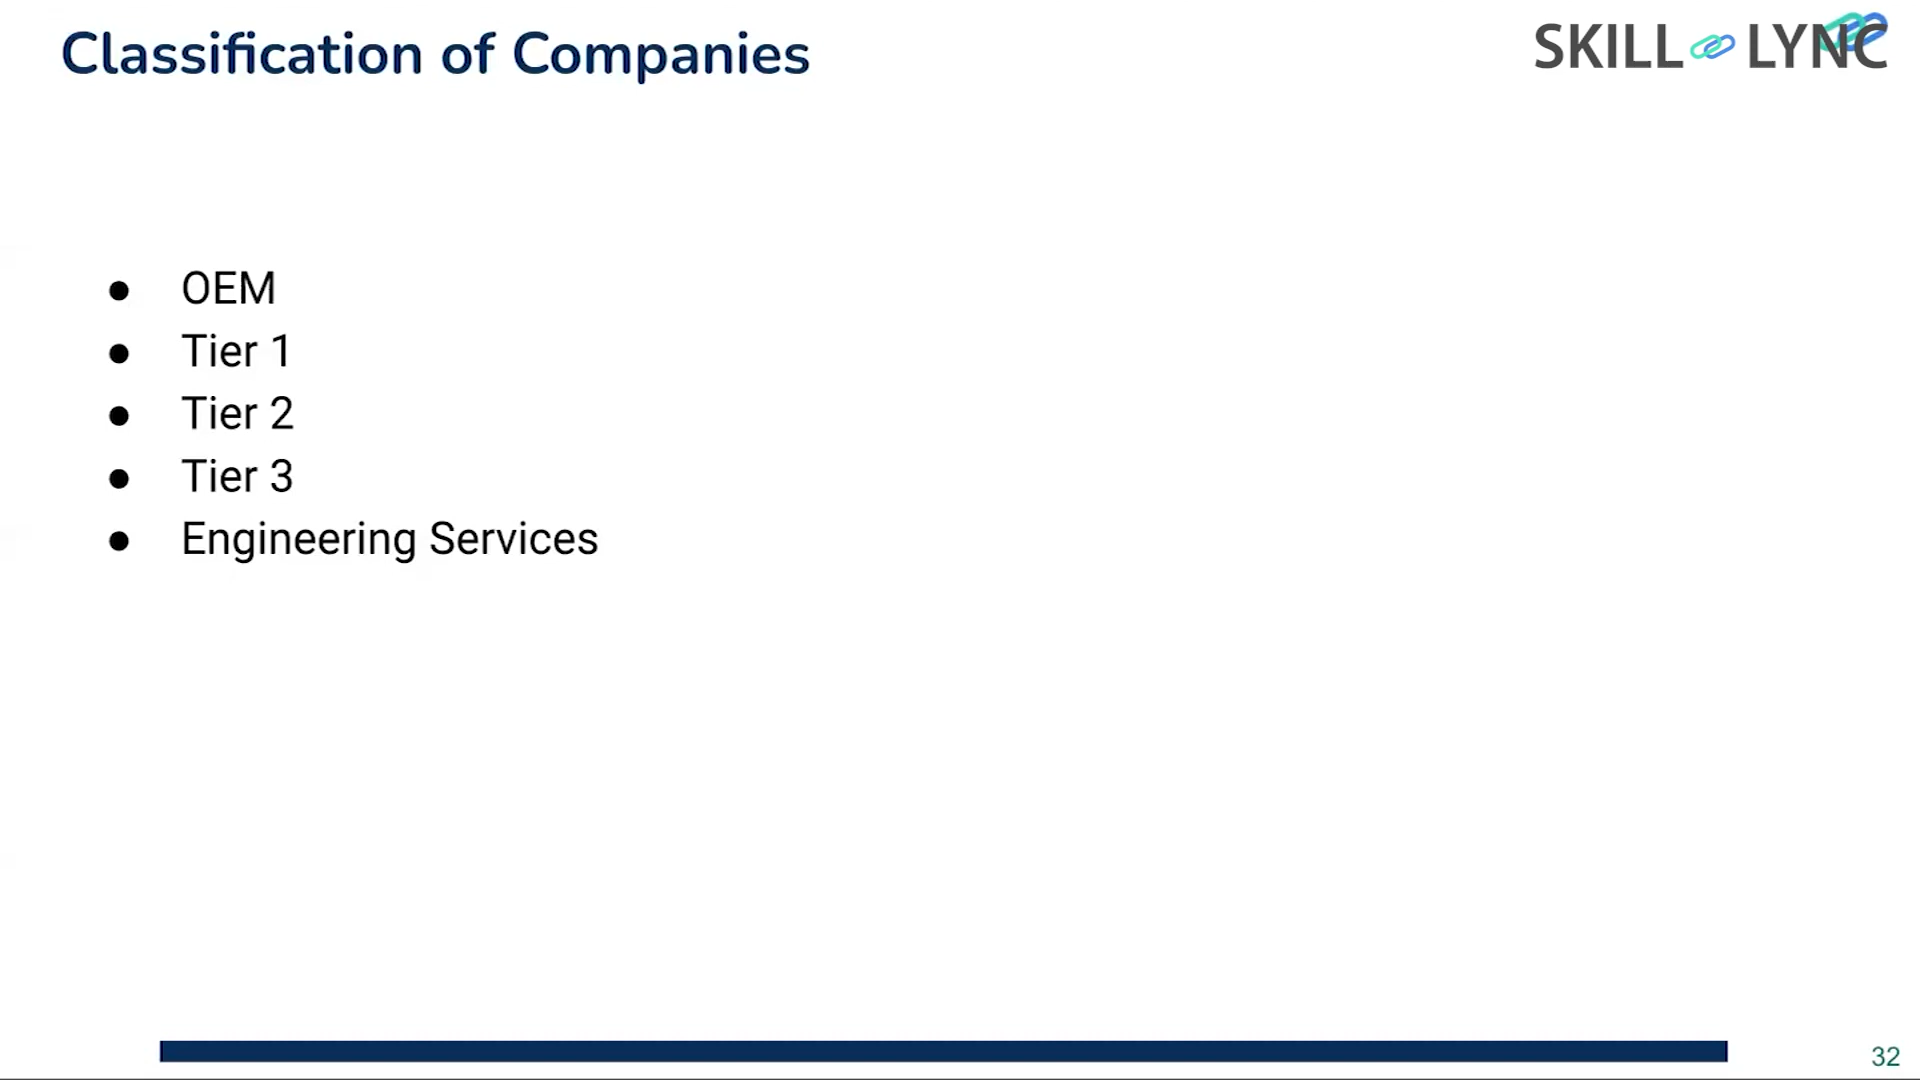 Classification of Companies
SKILL LYNC
● OEM
● Tier 1
● Tier 2
● Tier 3
● Engineering Services
32